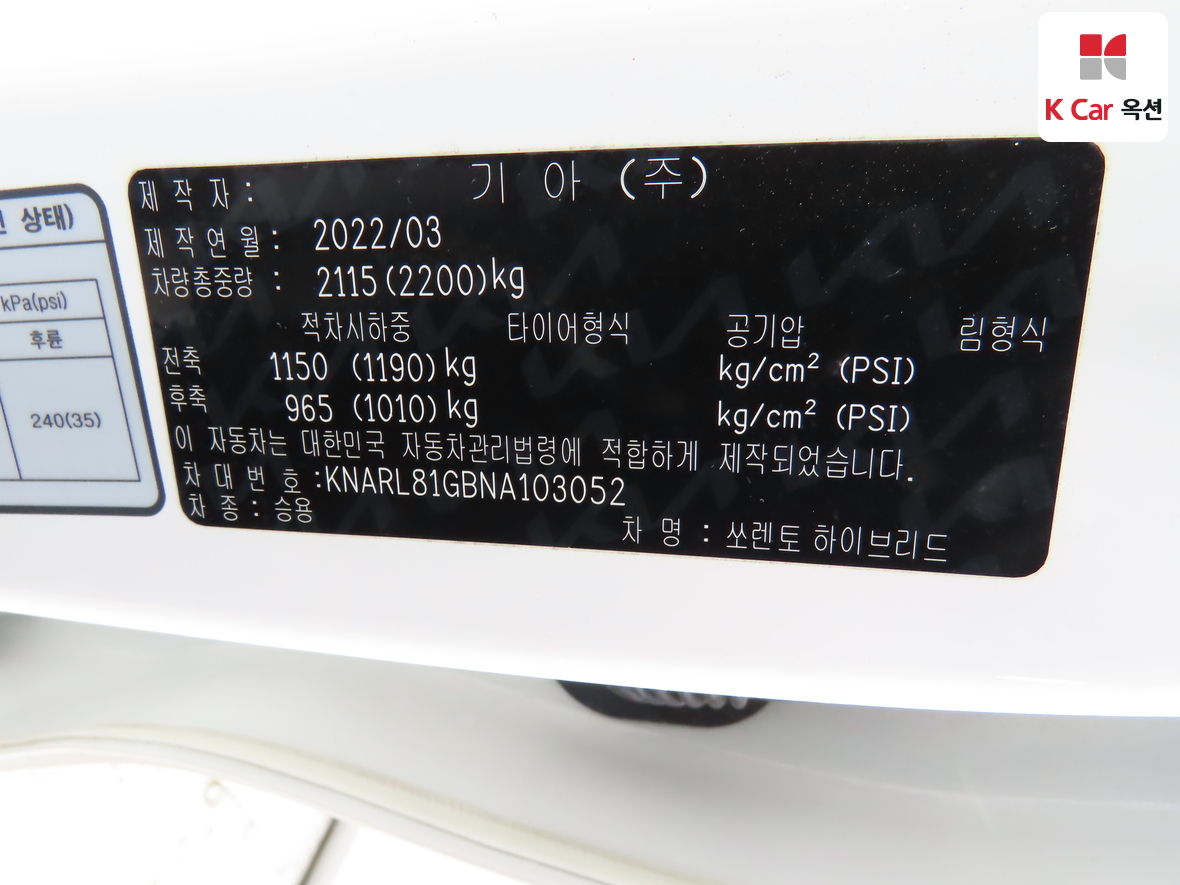 K Car 옥션
제 작 자 : 기 아 (주)
제 작 연 월 : 2022/03
차량총중량 : 2115(2200)kg
적차시하중 타이어형식 공기압 림형식
전축 1150 (1190)kg kg/cm² (PSI)
후축 965 (1010)kg kg/cm² (PSI)
이 자동차는 대한민국 자동차관리법령에 적합하게 제작되었습니다.
차 대 번 호 :KNARL81GBNA103052
차 종 : 승용 차 명 : 쏘렌토 하이브리드
상태)
kPa(psi)
후륜
240(35)